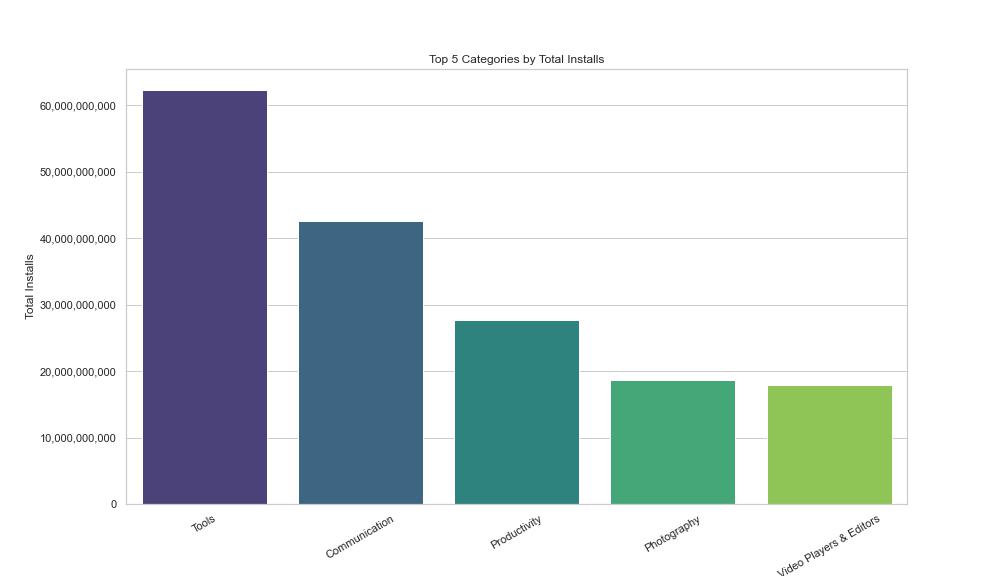 Top 5 Categories by Total Installs
Total Installs
60,000,000,000
50,000,000,000
40,000,000,000
30,000,000,000
20,000,000,000
10,000,000,000
0
Tools
Communication
Productivity
Photography
Video Players & Editors